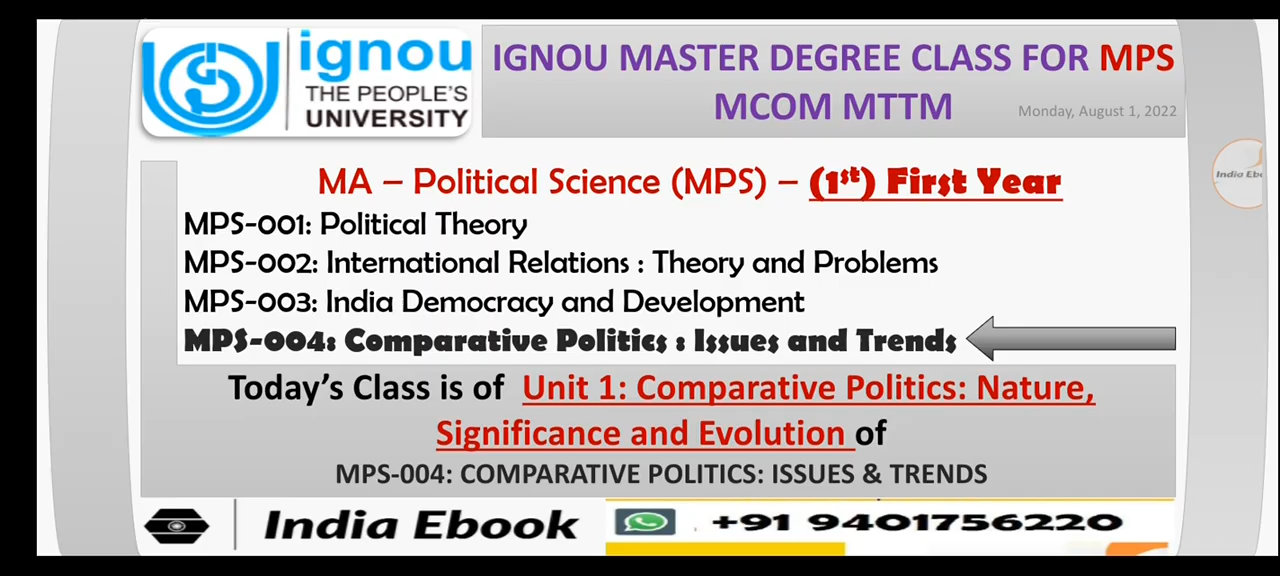 ignou
THE PEOPLE'S
UNIVERSITY
IGNOU MASTER DEGREE CLASS FOR MPS
MCOM MTTM
Monday, August 1, 2022
MA – Political Science (MPS) – (1st) First Year
MPS-001: Political Theory
MPS-002: International Relations : Theory and Problems
MPS-003: India Democracy and Development
MPS-004: Comparative Politics : Issues and Trends
India
Today's Class is of Unit 1: Comparative Politics: Nature,
Significance and Evolution of
MPS-004: COMPARATIVE POLITICS: ISSUES & TRENDS
India Ebook
+91 9401756220